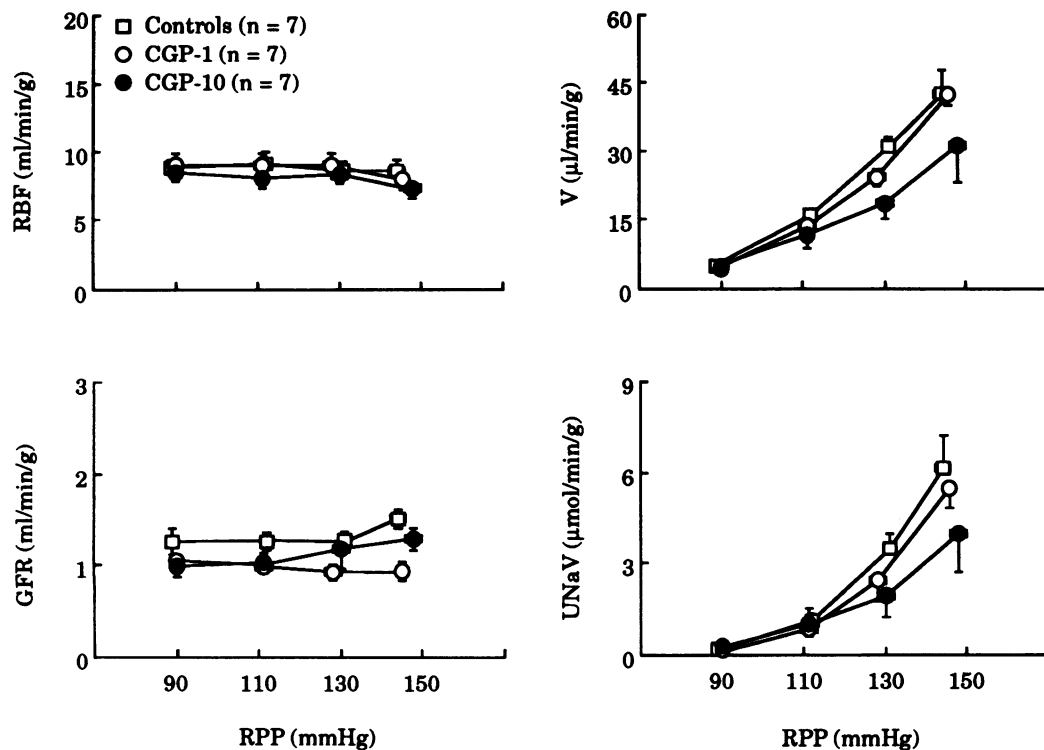 □ Controls (n = 7)
○ CGP-1 (n = 7)
● CGP-10 (n = 7)
RBF (ml/min/g)
20
15
10
5
0
V (μl/min/g)
60
45
30
15
0
GFR (ml/min/g)
3
2
1
0
90 110 130 150
RPP (mmHg)
UNaV (μmol/min/g)
9
6
3
0
90 110 130 150
RPP (mmHg)